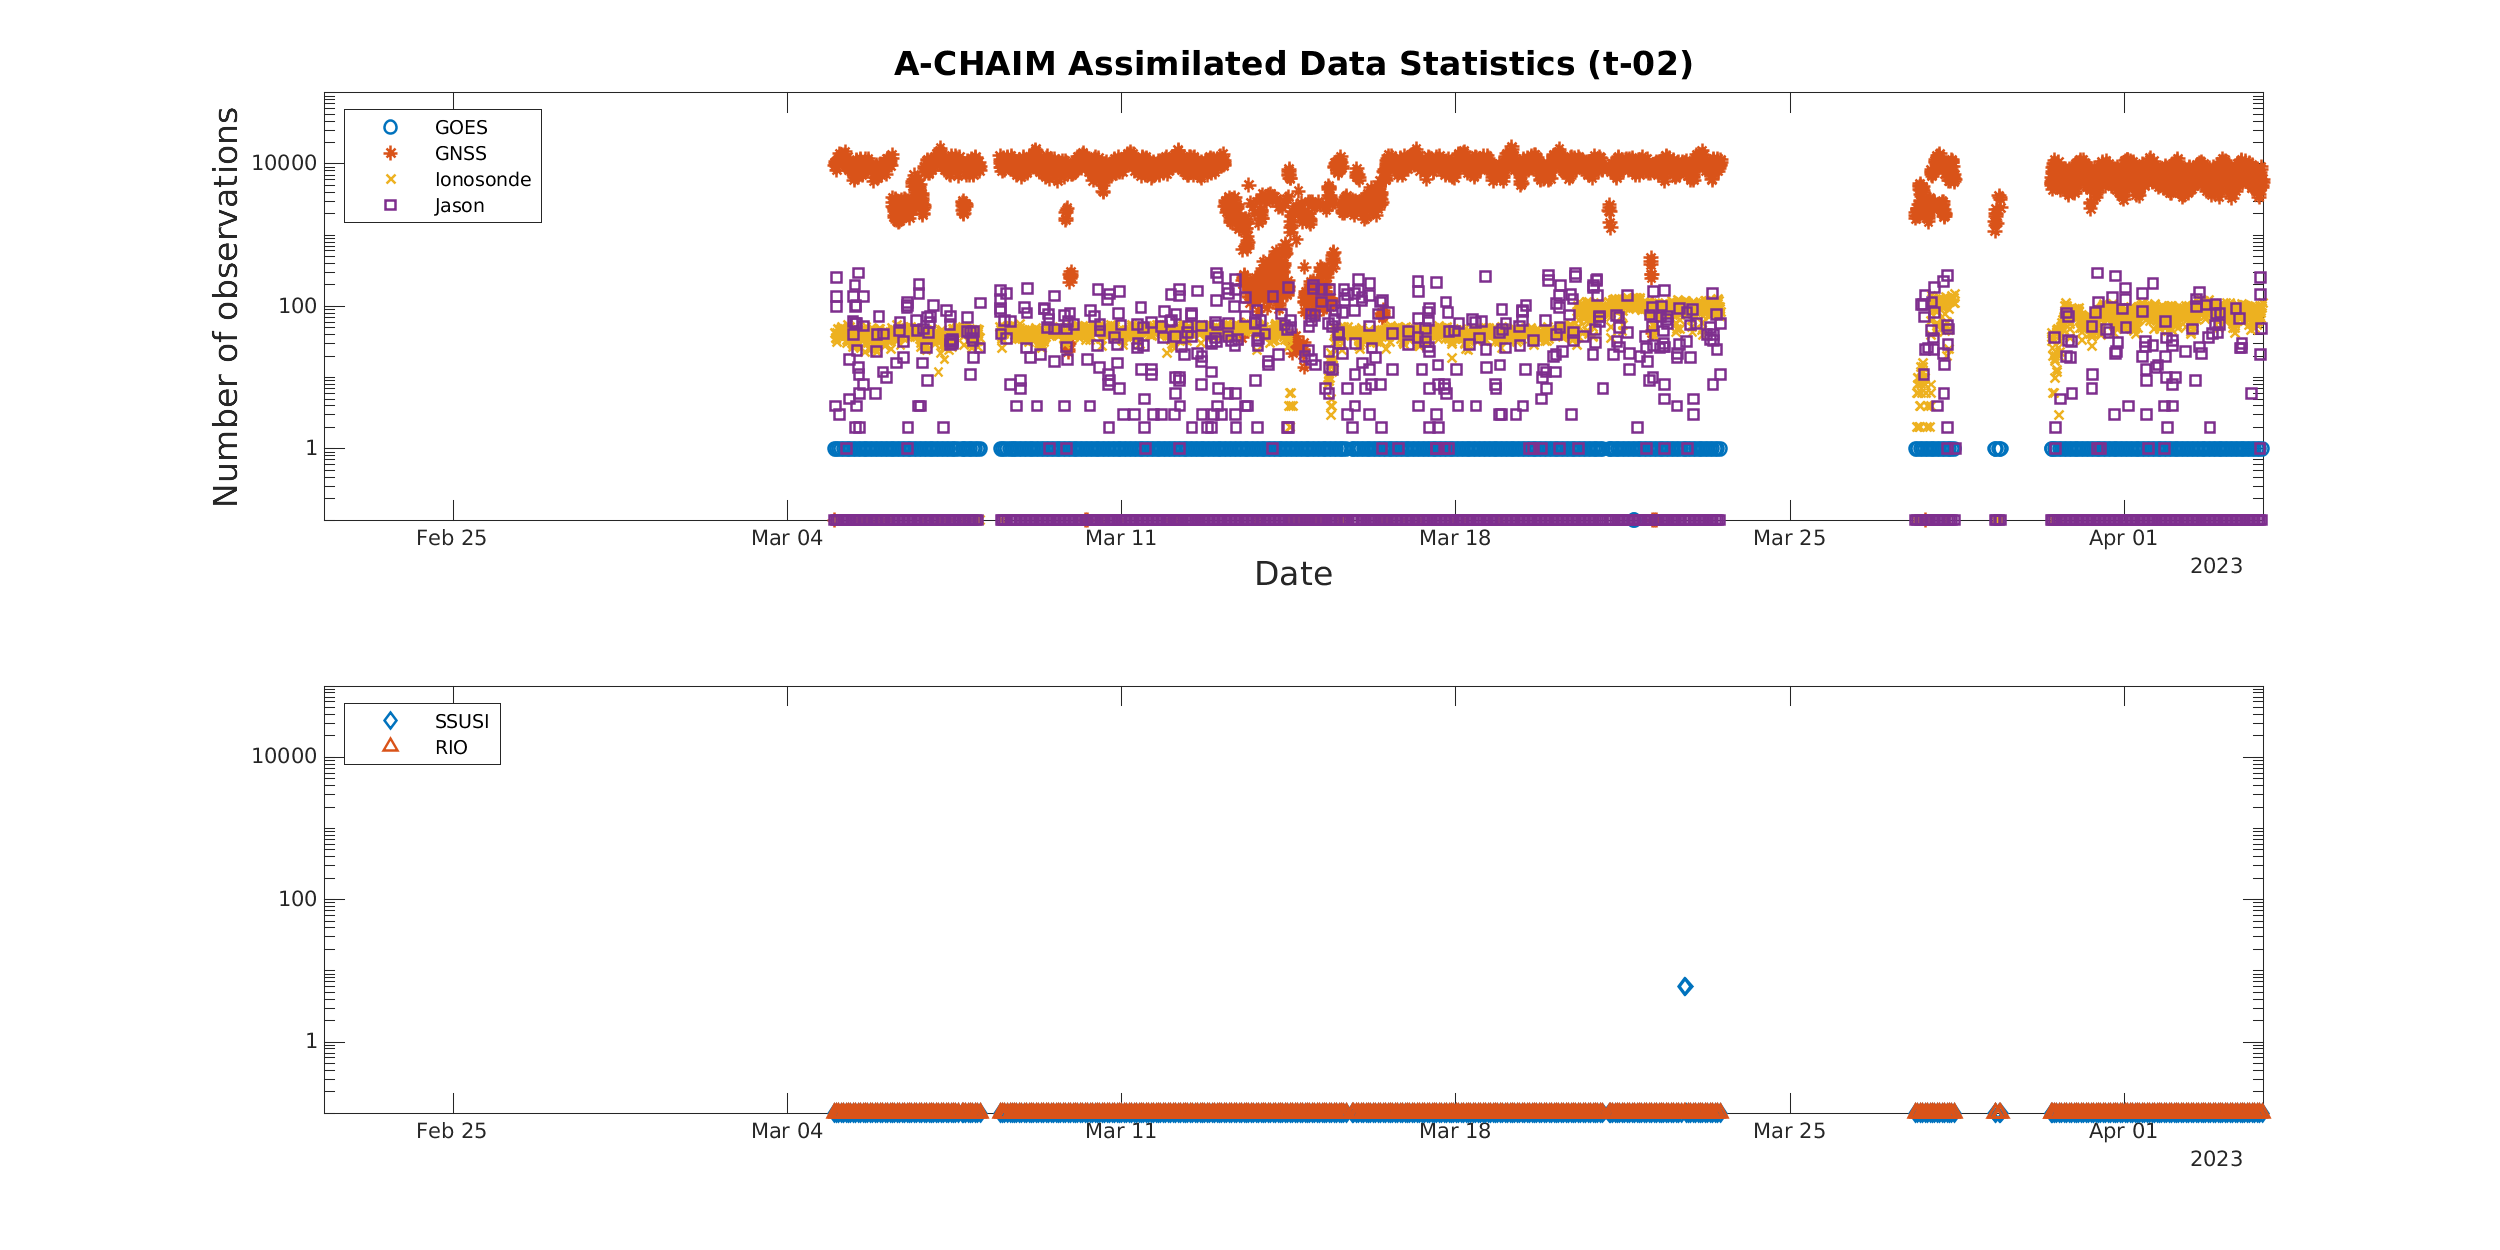 A-CHAIM Assimilated Data Statistics (t-02)
Number of observations
GOES
GNSS
Ionosonde
Jason
10000
100
1
Feb 25
Mar 04
Mar 11
Mar 18
Mar 25
Apr 01
2023
Date
SSUSI
RIO
10000
100
1
Feb 25
Mar 04
Mar 11
Mar 18
Mar 25
Apr 01
2023